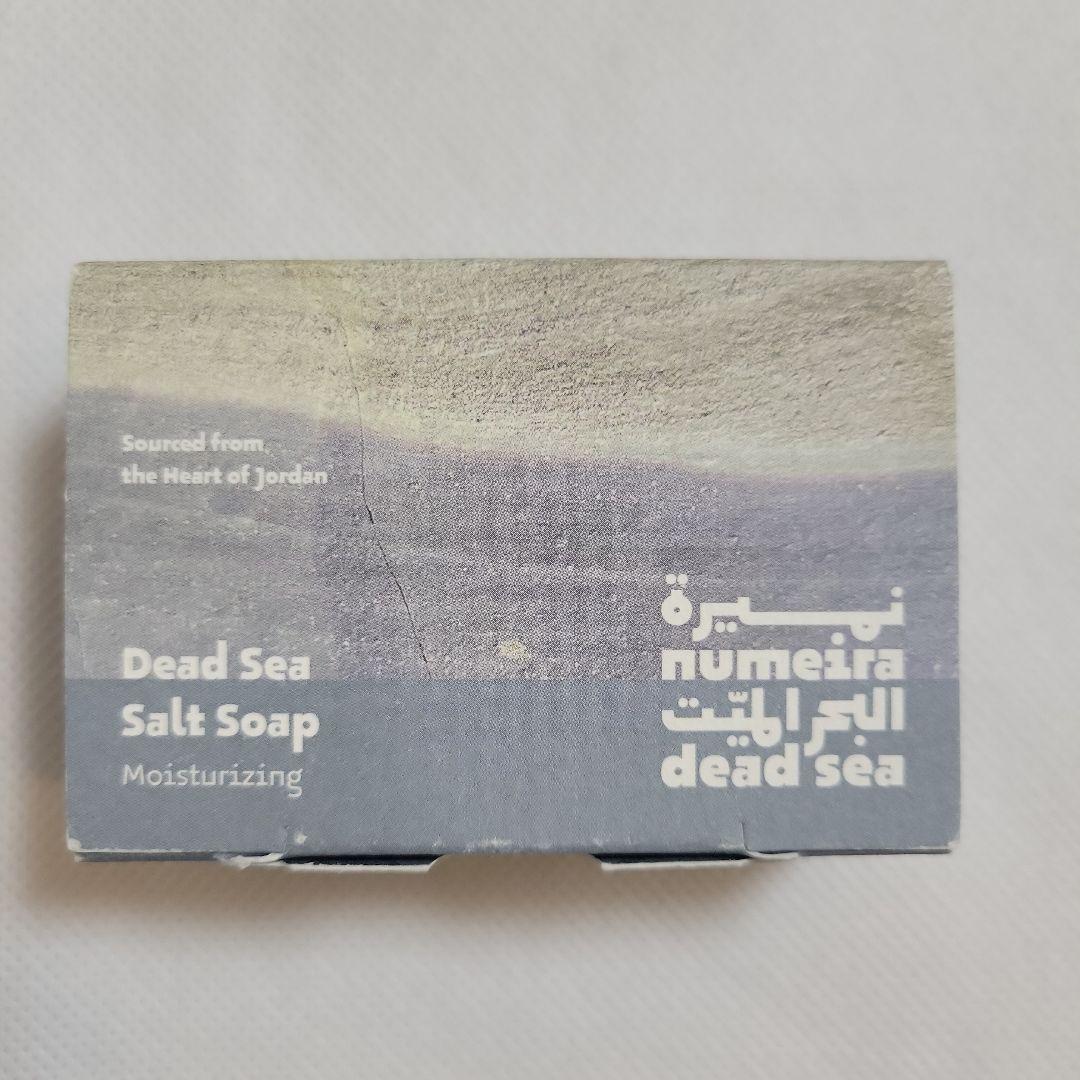 Sourced from
the Heart of Jordan
Dead Sea
Salt Soap
Moisturizing
نميرة
numeira
البحر الميّت
dead sea